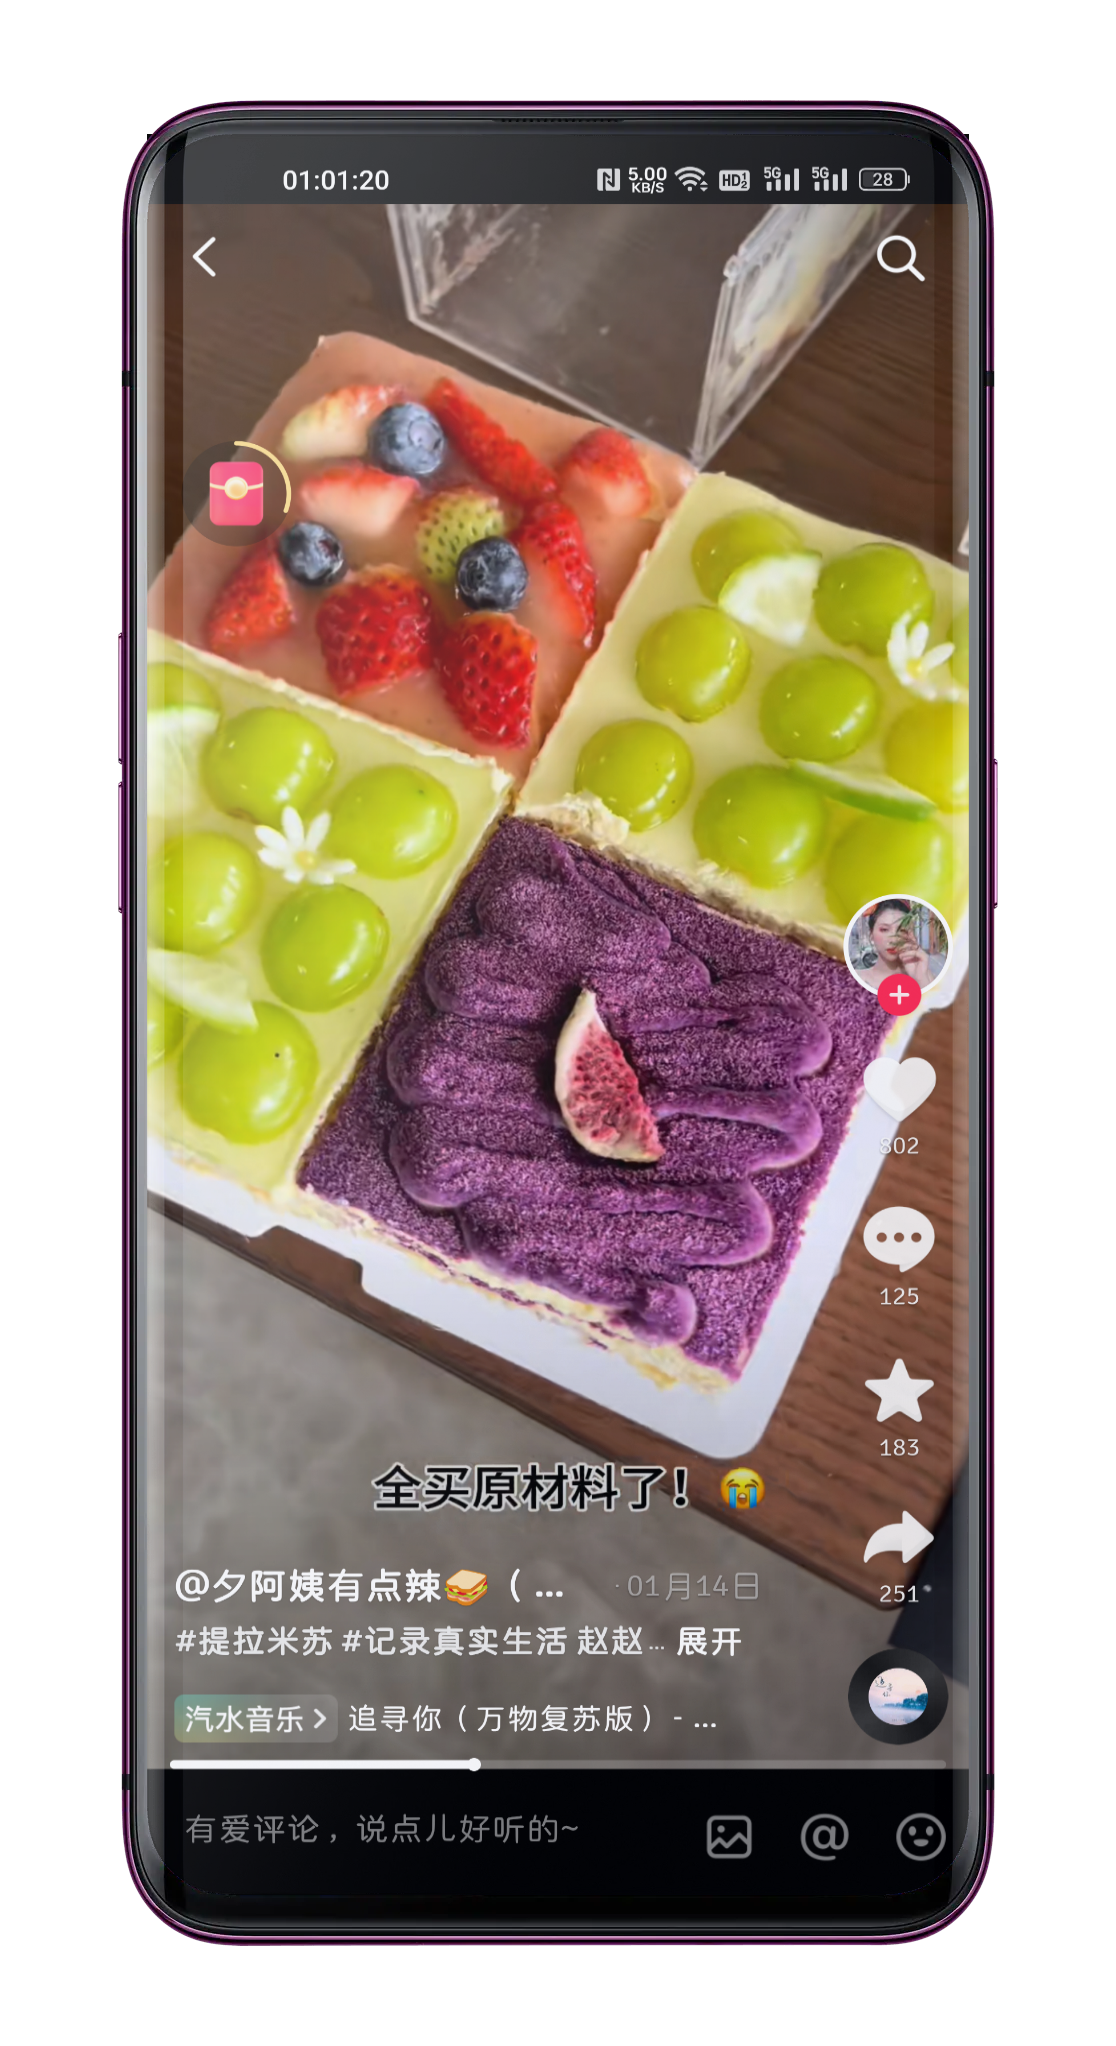 01:01:20 N 5.00 KB/S HD1 2 5G 5G 28
802
125
183
全买原材料了！😭
251
@夕阿姨有点辣🥪（ ... · 01月14日
#提拉米苏 #记录真实生活 赵赵... 展开
汽水音乐 > 追寻你（万物复苏版） - ...
有爱评论，说点儿好听的~ @